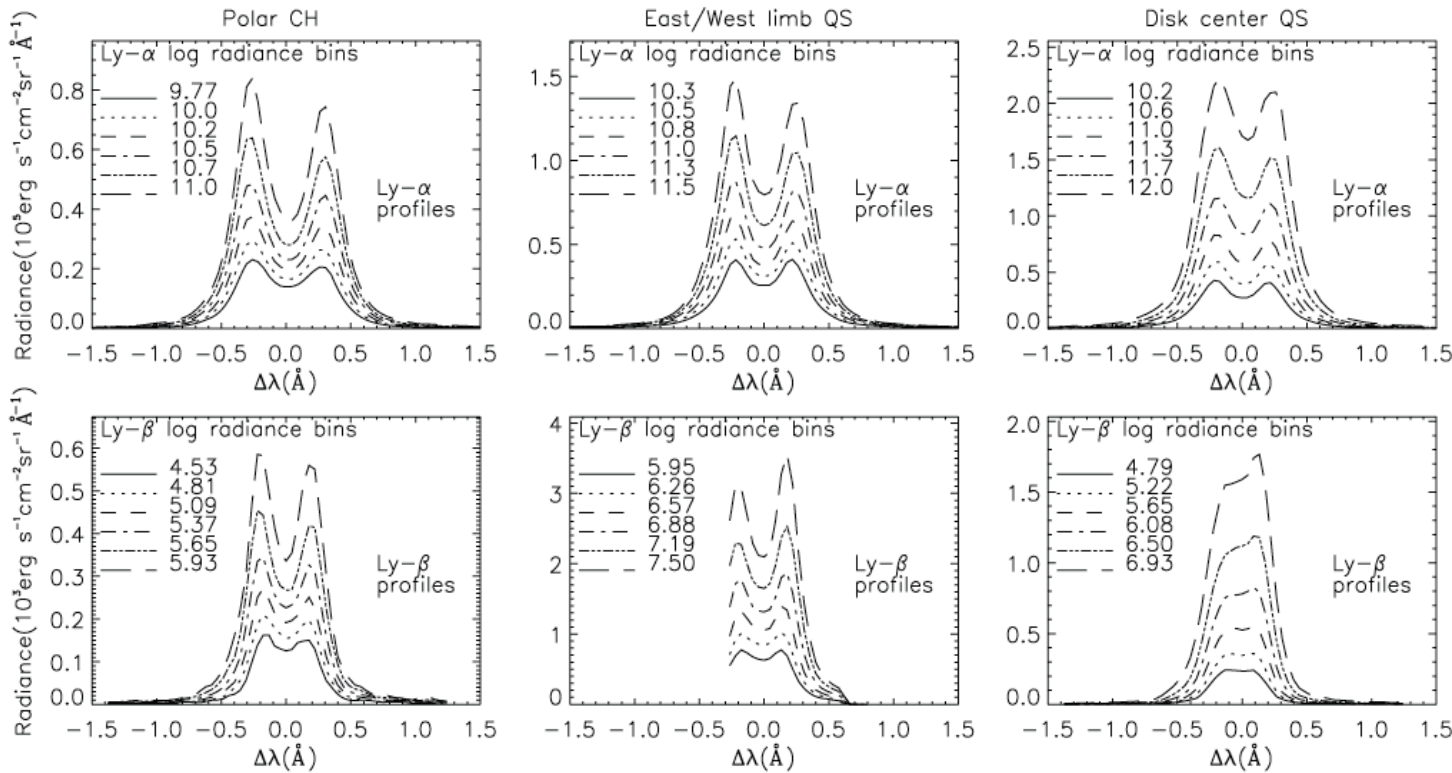 Polar CH
East/West limb QS
Disk center QS
Radiance(10⁵erg s⁻¹cm⁻²sr⁻¹Å⁻¹)
Ly-α log radiance bins
9.77
10.0
10.2
10.5
10.7
11.0
Ly-α
profiles
0.8
0.6
0.4
0.2
0.0
-1.5 -1.0 -0.5 0.0 0.5 1.0 1.5
Δλ(Å)
Ly-α log radiance bins
10.3
10.5
10.8
11.0
11.3
11.5
Ly-α
profiles
1.5
1.0
0.5
0.0
-1.5 -1.0 -0.5 0.0 0.5 1.0 1.5
Δλ(Å)
Ly-α log radiance bins
10.2
10.6
11.0
11.3
11.7
12.0
Ly-α
profiles
2.5
2.0
1.5
1.0
0.5
0.0
-1.5 -1.0 -0.5 0.0 0.5 1.0 1.5
Δλ(Å)
Radiance(10³erg s⁻¹cm⁻²sr⁻¹Å⁻¹)
Ly-β log radiance bins
4.53
4.81
5.09
5.37
5.65
5.93
Ly-β
profiles
0.6
0.5
0.4
0.3
0.2
0.1
0.0
-1.5 -1.0 -0.5 0.0 0.5 1.0 1.5
Δλ(Å)
Ly-β log radiance bins
5.95
6.26
6.57
6.88
7.19
7.50
Ly-β
profiles
4
3
2
1
0
-1.5 -1.0 -0.5 0.0 0.5 1.0 1.5
Δλ(Å)
Ly-β log radiance bins
4.79
5.22
5.65
6.08
6.50
6.93
Ly-β
profiles
2.0
1.5
1.0
0.5
0.0
-1.5 -1.0 -0.5 0.0 0.5 1.0 1.5
Δλ(Å)